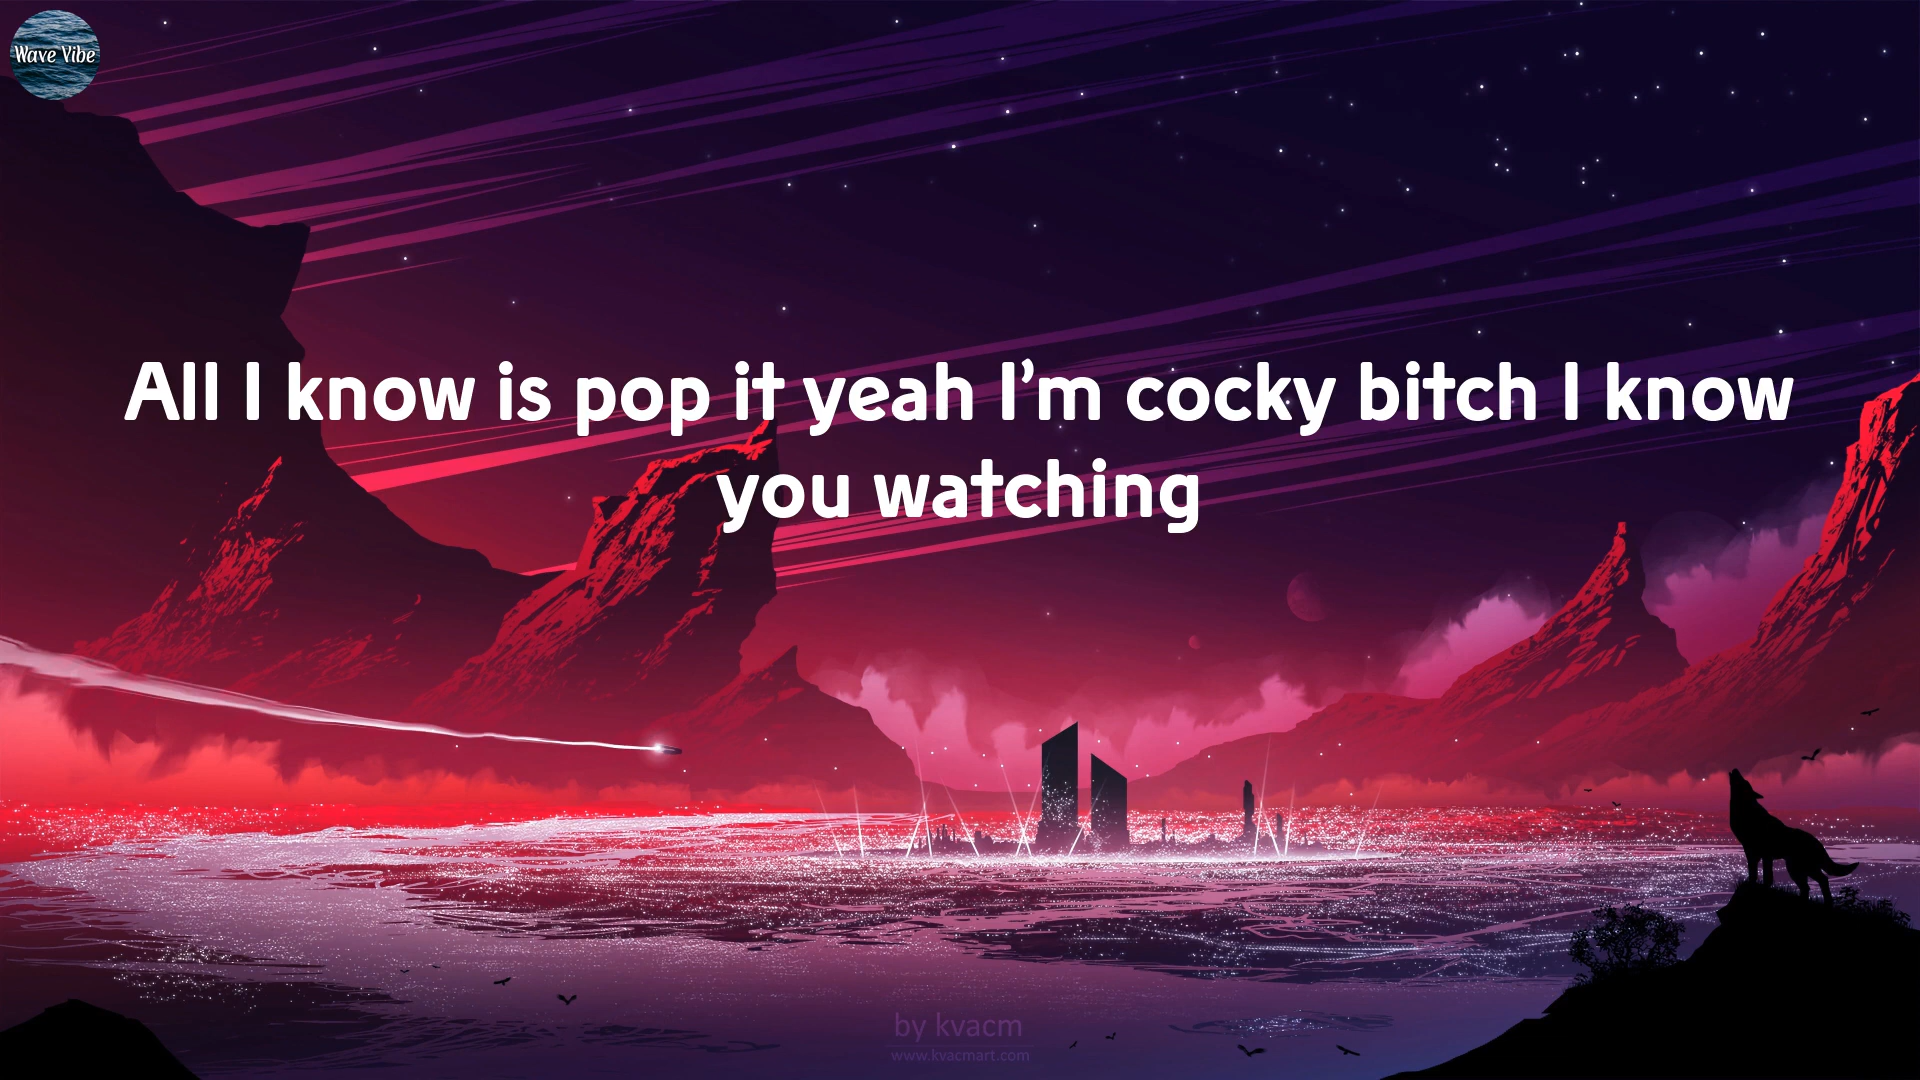 Wave Vibe
All I know is pop it yeah I’m cocky bitch I know
you watching
by kvacm
www.kvacmart.com